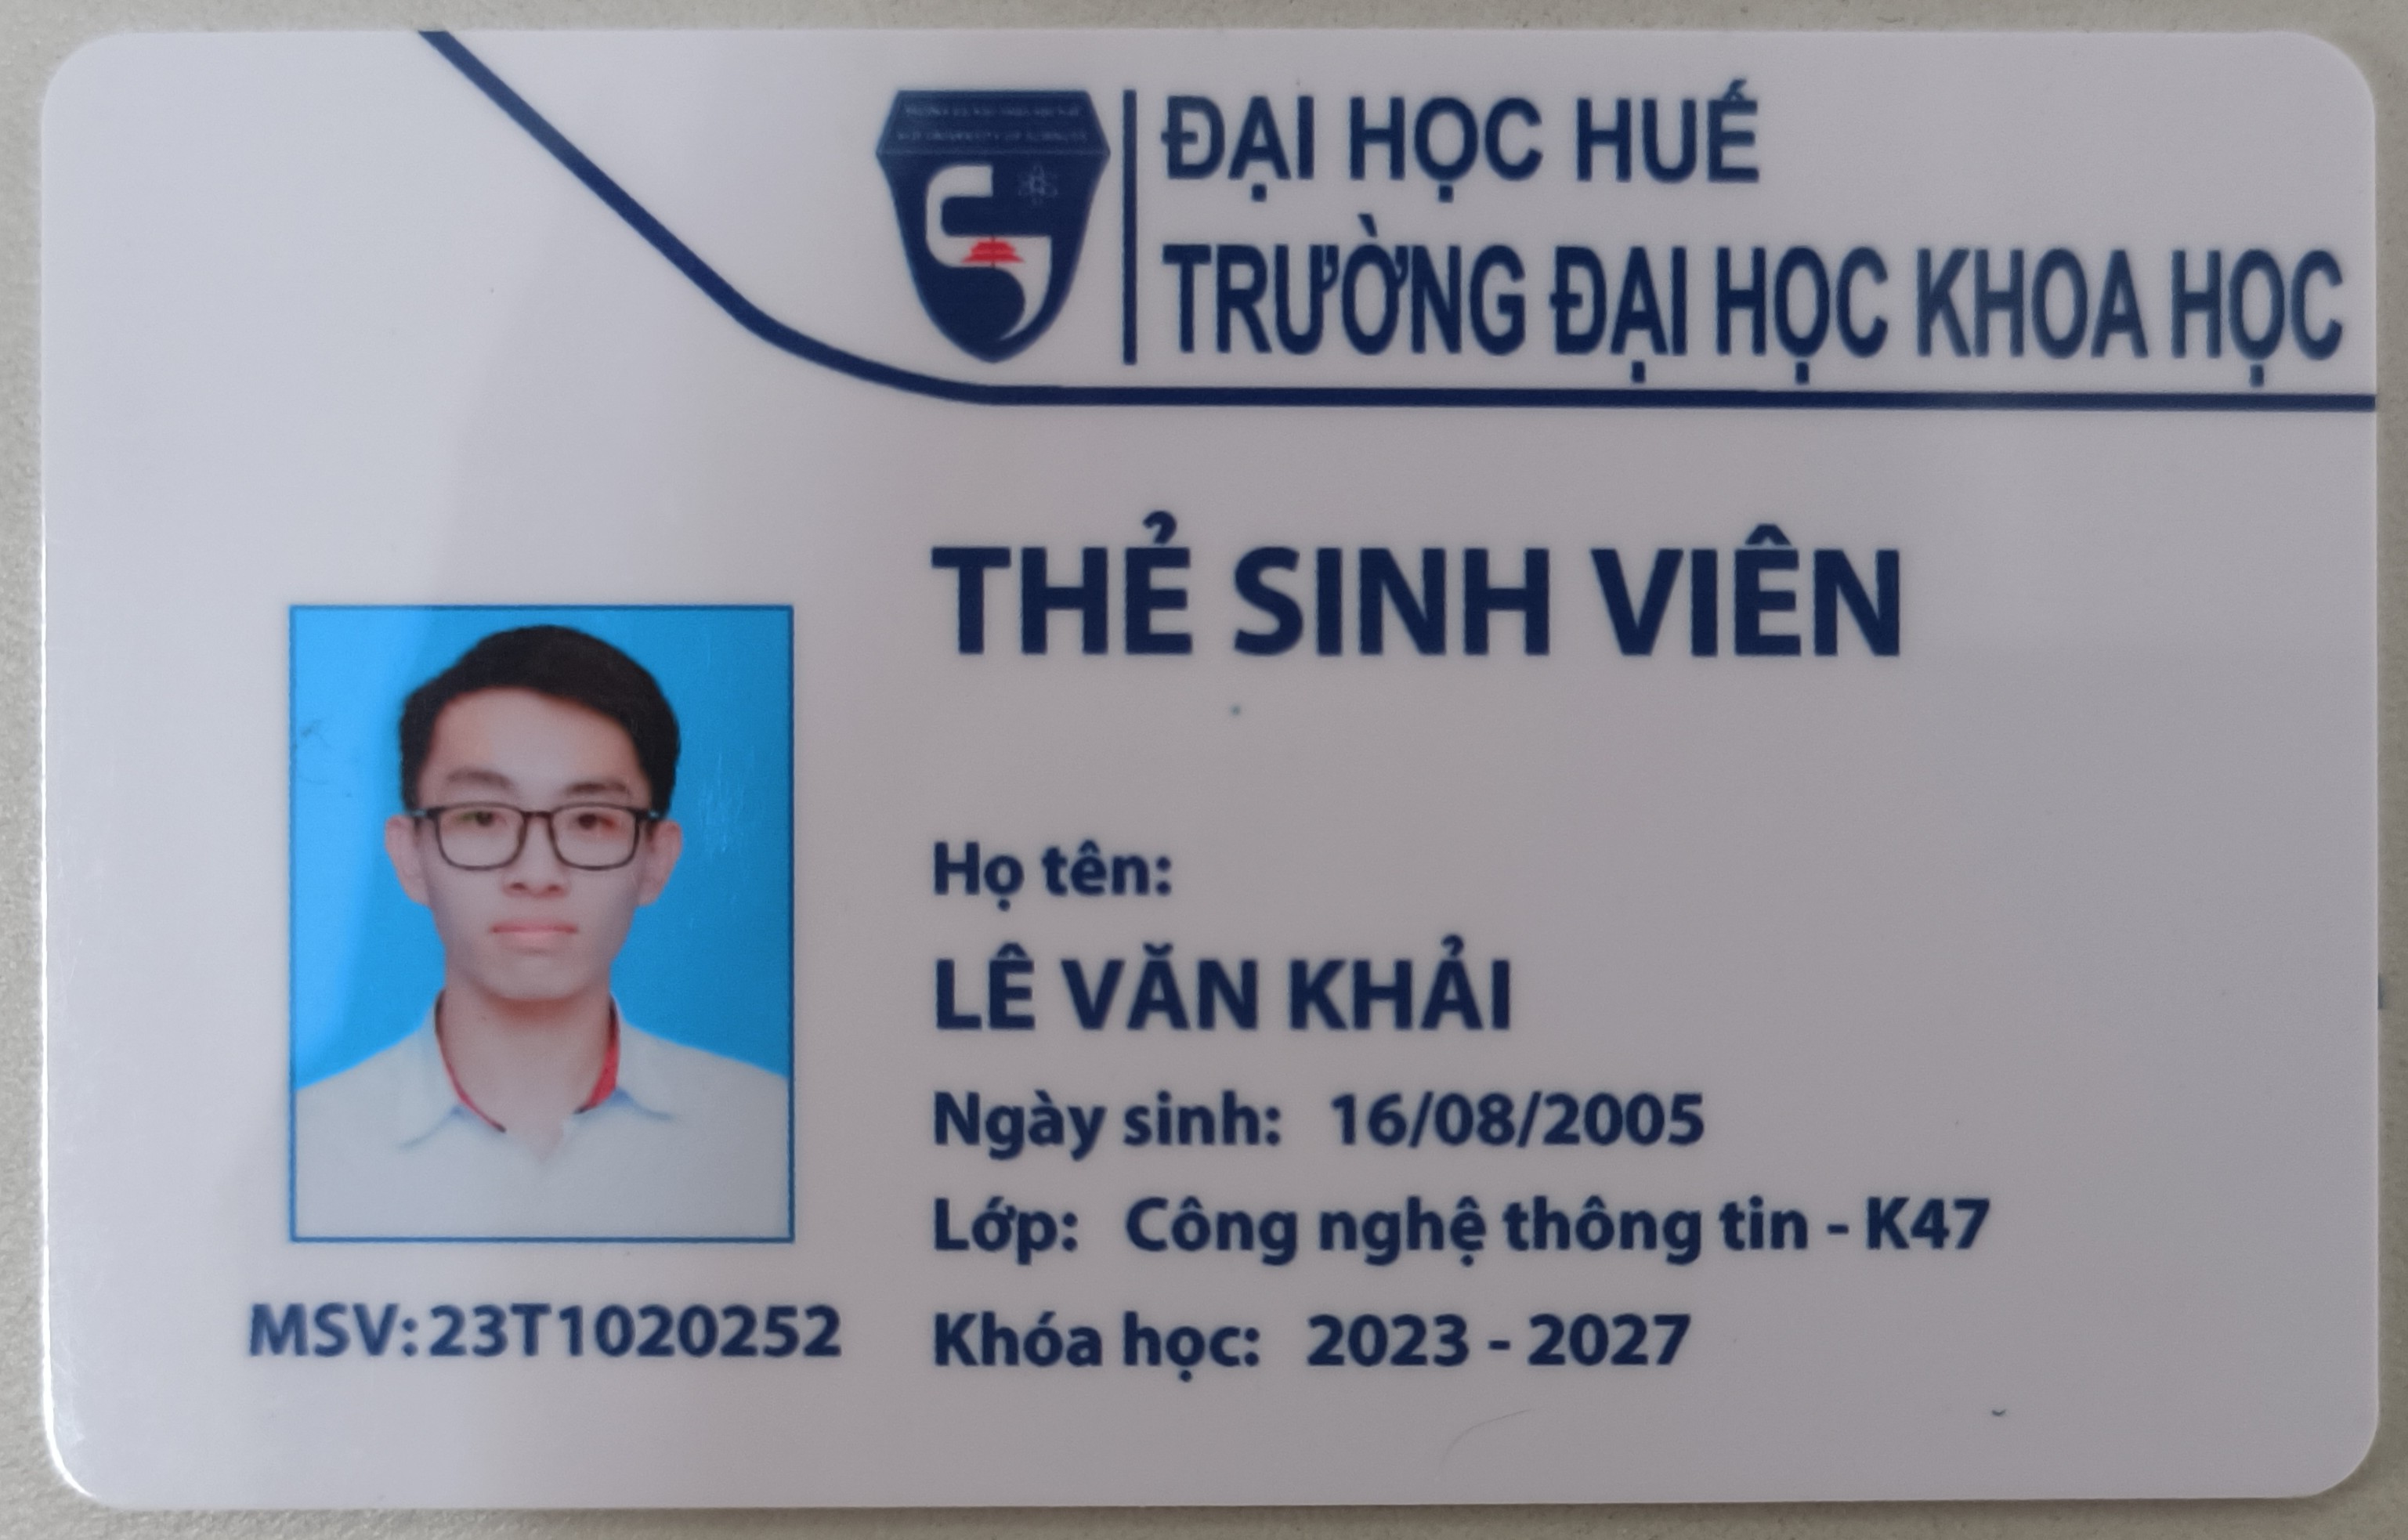 ĐẠI HỌC HUẾ
TRƯỜNG ĐẠI HỌC KHOA HỌC
THẺ SINH VIÊN
Họ tên:
LÊ VĂN KHẢI
Ngày sinh: 16/08/2005
Lớp: Công nghệ thông tin - K47
Khóa học: 2023 - 2027
MSV: 23T1020252